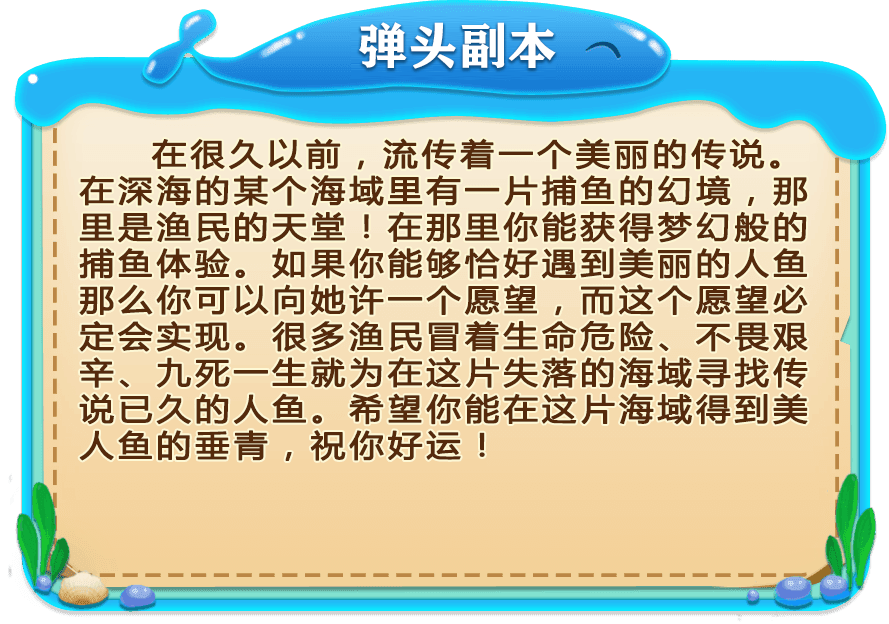 弹头副本
在很久以前，流传着一个美丽的传说。
在深海的某个海域里有一片捕鱼的幻境，那
里是渔民的天堂！在那里你能获得梦幻般的
捕鱼体验。如果你能够恰好遇到美丽的人鱼
那么你可以向她许一个愿望，而这个愿望必
定会实现。很多渔民冒着生命危险、不畏艰
辛、九死一生就为在这片失落的海域寻找传
说已久的人鱼。希望你能在这片海域得到美
人鱼的垂青，祝你好运！